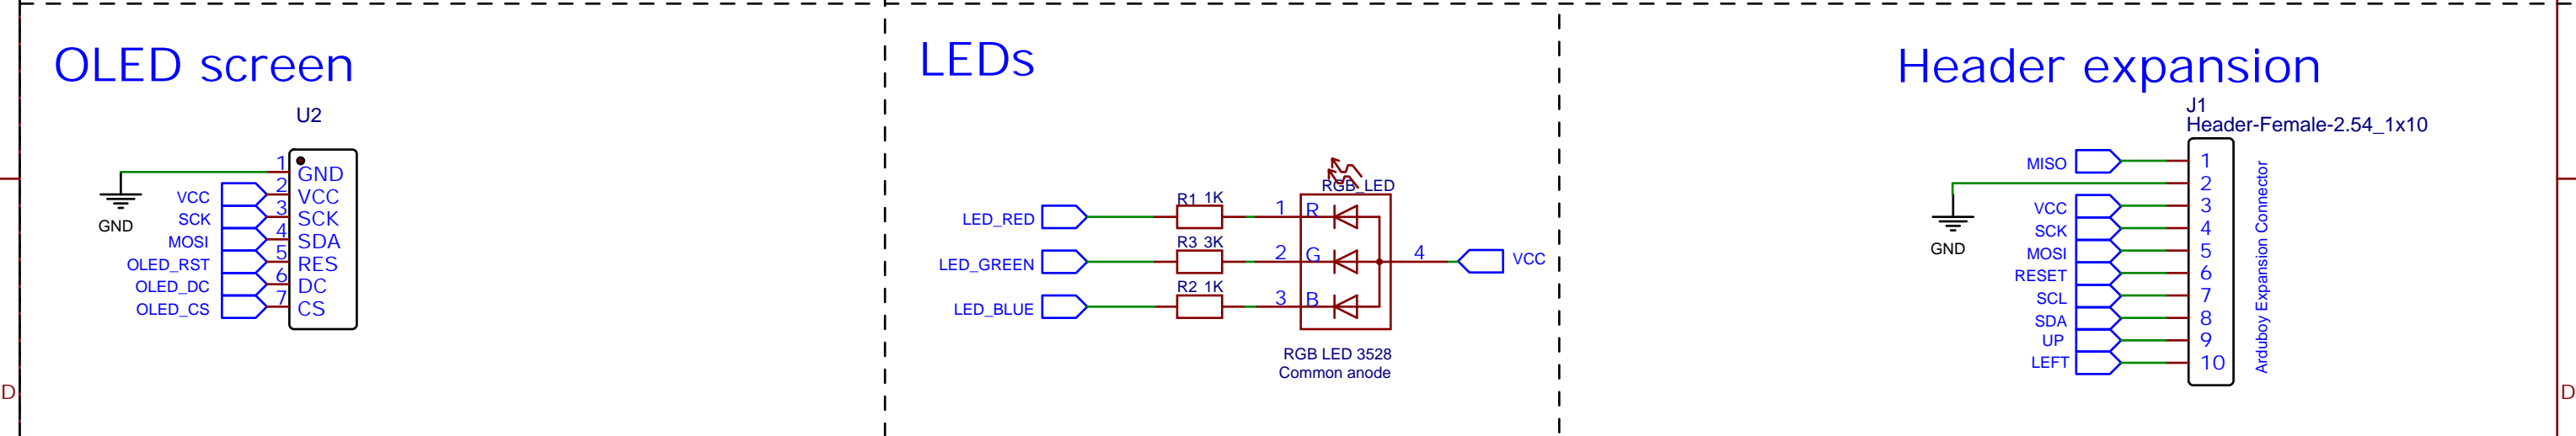 OLED screen
U2
1
GND
2
VCC
VCC
3
SCK
SCK
4
MOSI
SDA
5
OLED_RST
RES
6
OLED_DC
DC
7
OLED_CS
CS
GND
LEDs
RGB_LED
LED_RED
R1 1K
1
R
LED_GREEN
R3 3K
2
G
4
VCC
LED_BLUE
R2 1K
3
B
RGB LED 3528
Common anode
Header expansion
J1
Header-Female-2.54_1x10
MISO
1
2
GND
VCC
3
SCK
4
MOSI
5
RESET
6
SCL
7
SDA
8
UP
9
LEFT
10
Arduboy Expansion Connector
D
D